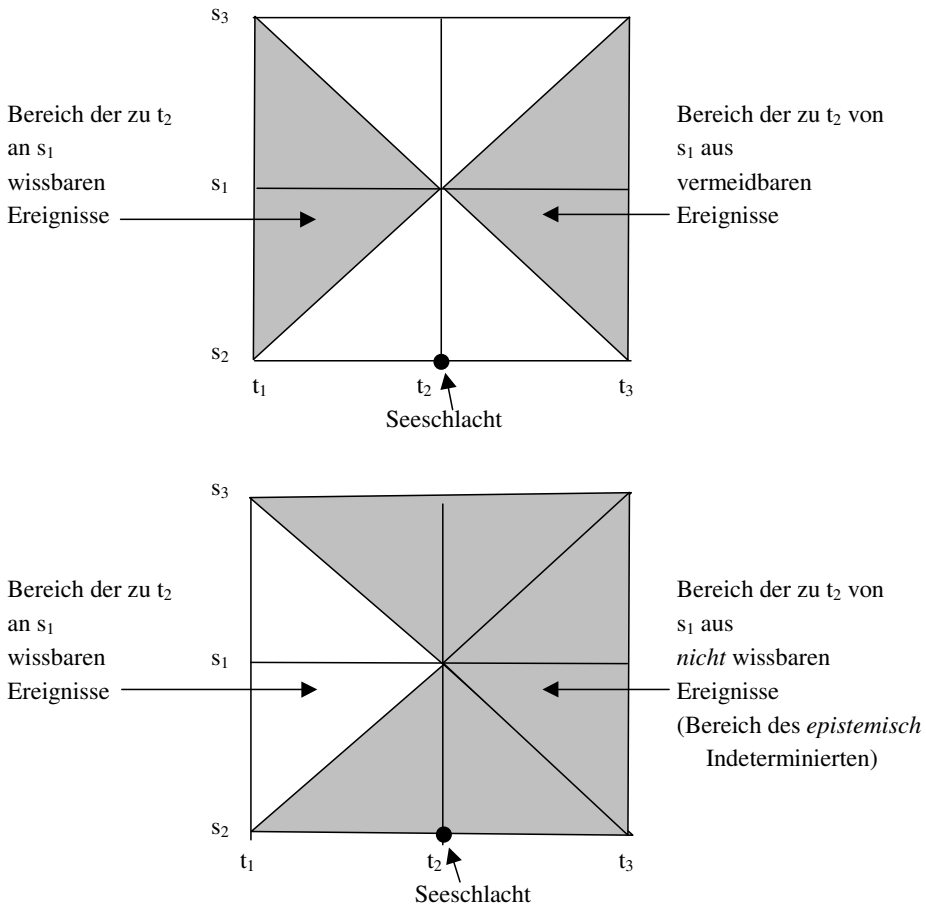 s₃
Bereich der zu t₂
an s₁
wissbaren
Ereignisse
s₁
Bereich der zu t₂ von
s₁ aus
vermeidbaren
Ereignisse
s₂
t₁ t₂ t₃
Seeschlacht
s₃
Bereich der zu t₂
an s₁
wissbaren
Ereignisse
s₁
Bereich der zu t₂ von
s₁ aus
nicht wissbaren
Ereignisse
(Bereich des epistemisch
Indeterminierten)
s₂
t₁ t₂ t₃
Seeschlacht